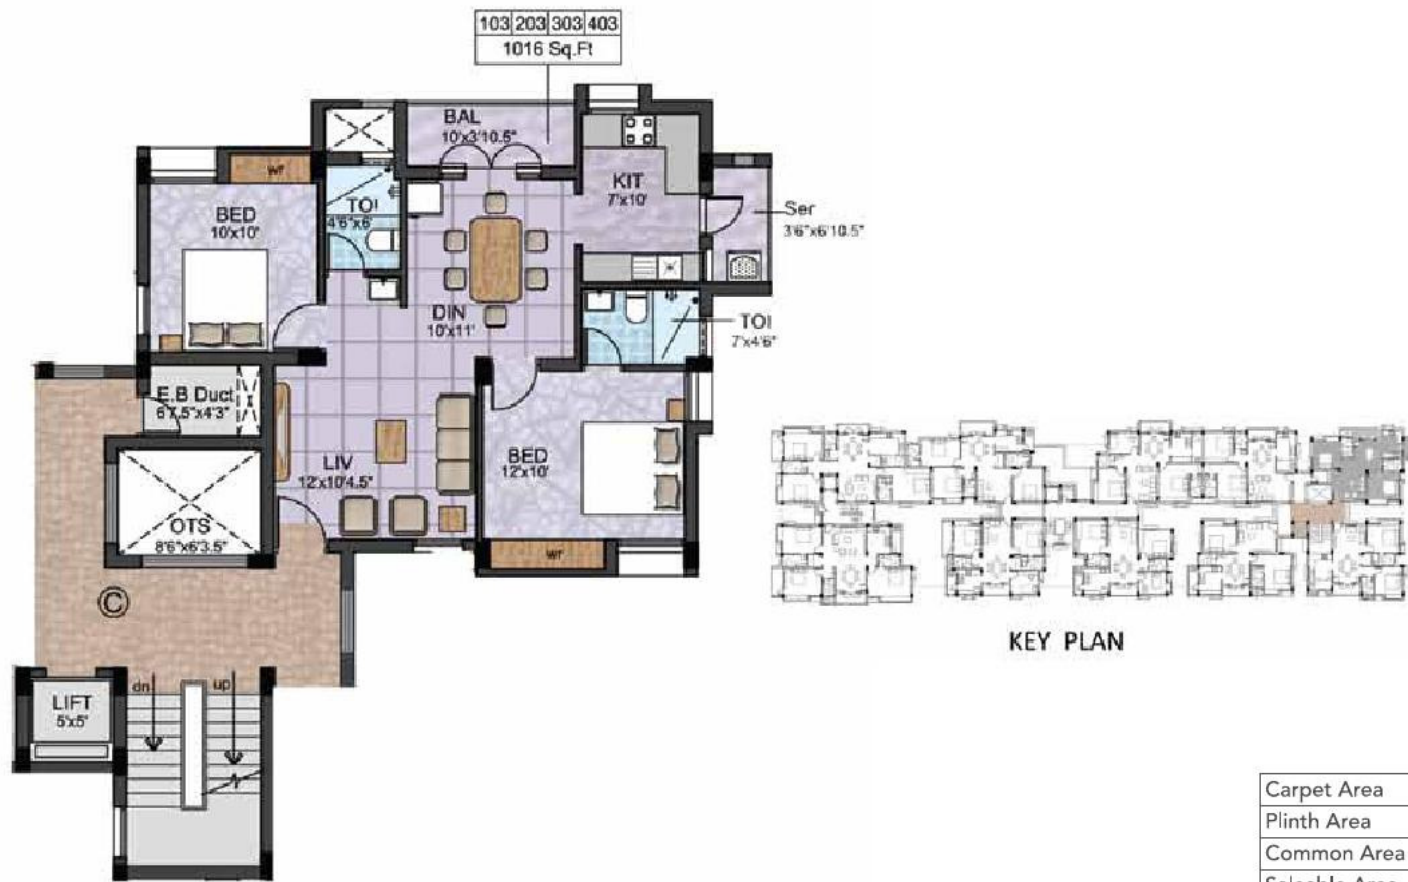 103 203 303 403
1016 Sq.Ft
BAL
10'x3'10.5"
wr
KIT
7'x10'
TOI
4'6"x6'
BED
10'x10'
Ser
3'6"x6'10.5"
DIN
10'x11'
TOI
7'x4'6"
E.B Duct
6'7.5"x4'3"
LIV
12'x10'4.5"
BED
12'x10'
OTS
8'6"x6'3.5"
wr
C
KEY PLAN
dn
up
LIFT
5'x5'
Carpet Area
Plinth Area
Common Area
Saleable Area